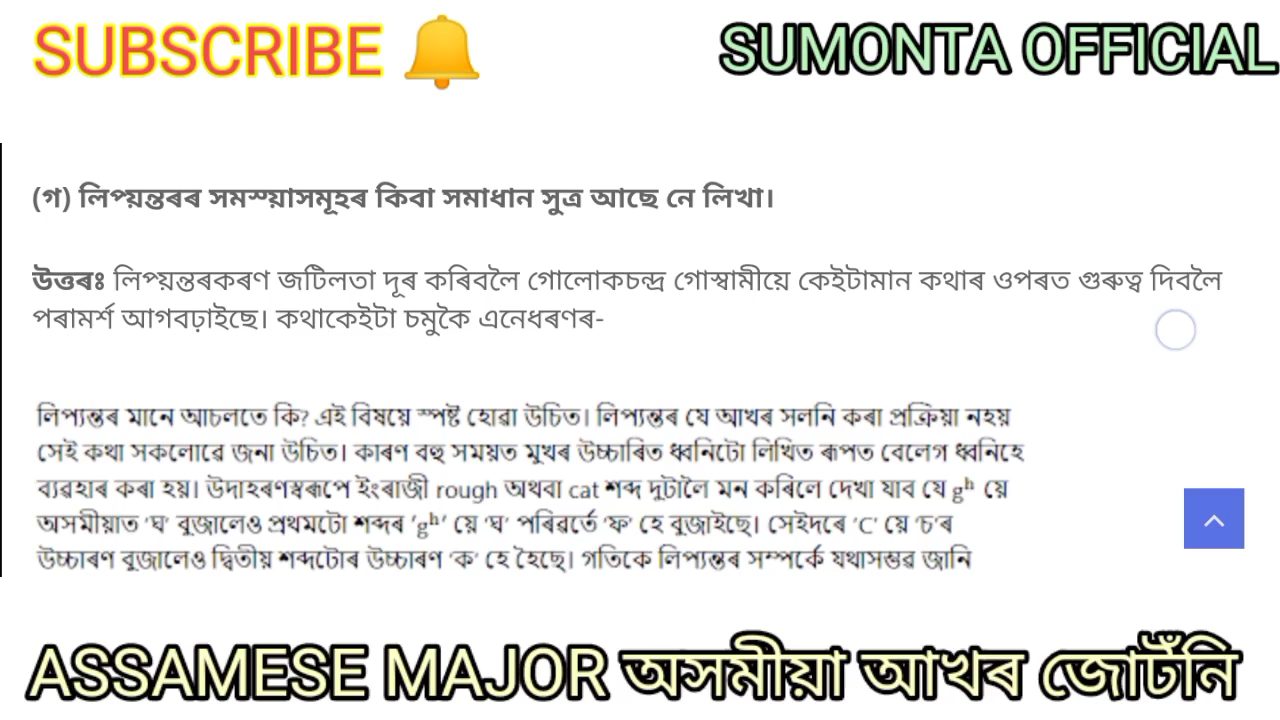 SUBSCRIBE 🔔
SUMONTA OFFICIAL
(গ) লিপ্য়ন্তৰৰ সমস্য়াসমূহৰ কিবা সমাধান সুত্ৰ আছে নে লিখা।
উত্তৰঃ লিপ্য়ন্তৰকৰণ জটিলতা দূৰ কৰিবলৈ গোলোকচন্দ্ৰ গোস্বামীয়ে কেইটামান কথাৰ ওপৰত গুৰুত্ব দিবলৈ
পৰামৰ্শ আগবঢ়াইছে। কথাকেইটা চমুকৈ এনেধৰণৰ-
লিপ্যন্তৰ মানে আচলতে কি? এই বিষয়ে স্পষ্ট হোৱা উচিত। লিপ্যন্তৰ যে আখৰ সলনি কৰা প্ৰক্ৰিয়া নহয়
সেই কথা সকলোৱে জনা উচিত। কাৰণ বহু সময়ত মুখৰ উচ্চাৰিত ধ্বনিটো লিখিত ৰূপত বেলেগ ধ্বনিহে
ব্যৱহাৰ কৰা হয়। উদাহৰণস্বৰূপে ইংৰাজী rough অথবা cat শব্দ দুটালৈ মন কৰিলে দেখা যাব যে gʰ য়ে
অসমীয়াত ‘ঘ’ বুজালেও প্ৰথমটো শব্দৰ ‘gʰ’ য়ে ‘ঘ’ পৰিৱৰ্তে ‘ফ’ হে বুজাইছে। সেইদৰে ‘C’ য়ে ‘চ’ৰ
উচ্চাৰণ বুজালেও দ্বিতীয় শব্দটোৰ উচ্চাৰণ ‘ক’ হে হৈছে। গতিকে লিপ্যন্তৰ সম্পৰ্কে যথাসম্ভৱ জানি
ASSAMESE MAJOR অসমীয়া আখৰ জোটঁনি